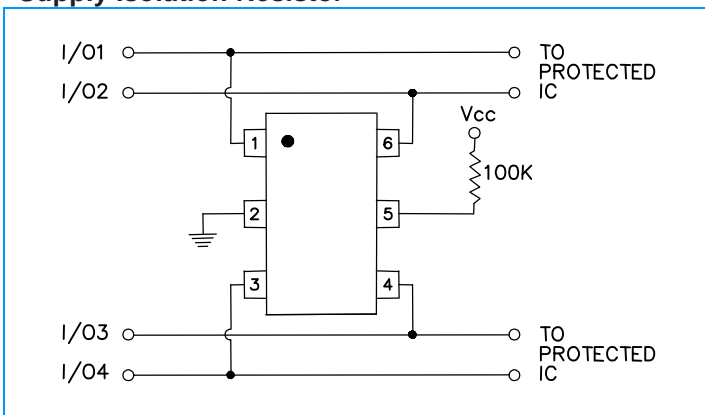 Supply Isolation Resistor
I/O1
TO
PROTECTED
I/O2
IC
Vcc
1
6
100K
2
5
3
4
I/O3
TO
PROTECTED
I/O4
IC